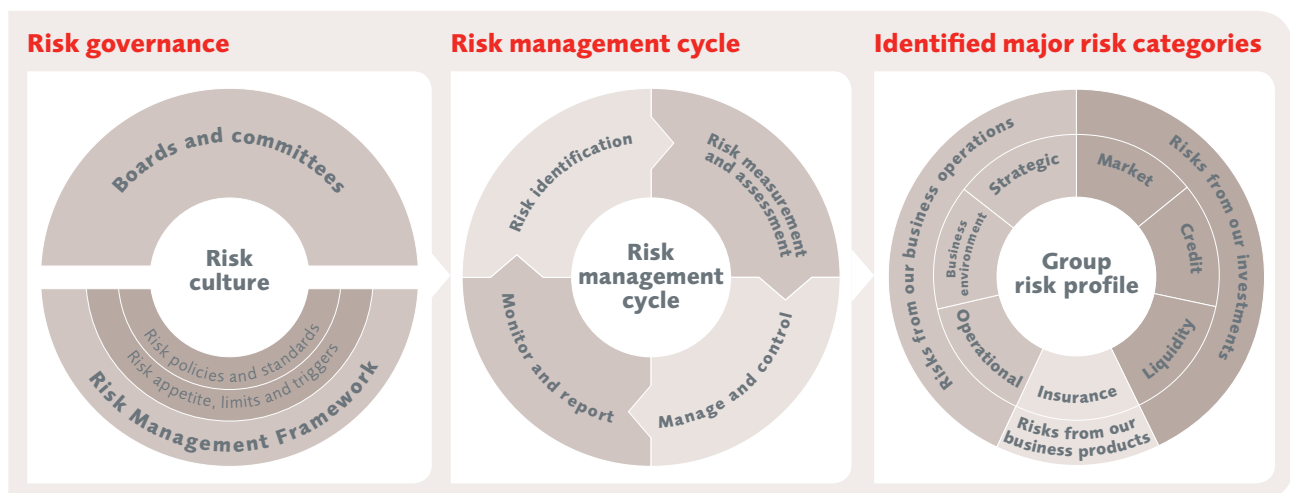 Risk governance
Boards and committees
Risk
culture
Risk policies and standards
Risk appetite, limits and triggers
Risk Management Framework
Risk management cycle
Risk identification
Risk measurement
and assessment
Risk
management
cycle
Monitor and report
Manage and control
Identified major risk categories
Risks from our business operations
Strategic
Market
Risks from our investments
Business
environment
Credit
Group
risk profile
Operational
Liquidity
Insurance
Risks from our
business products